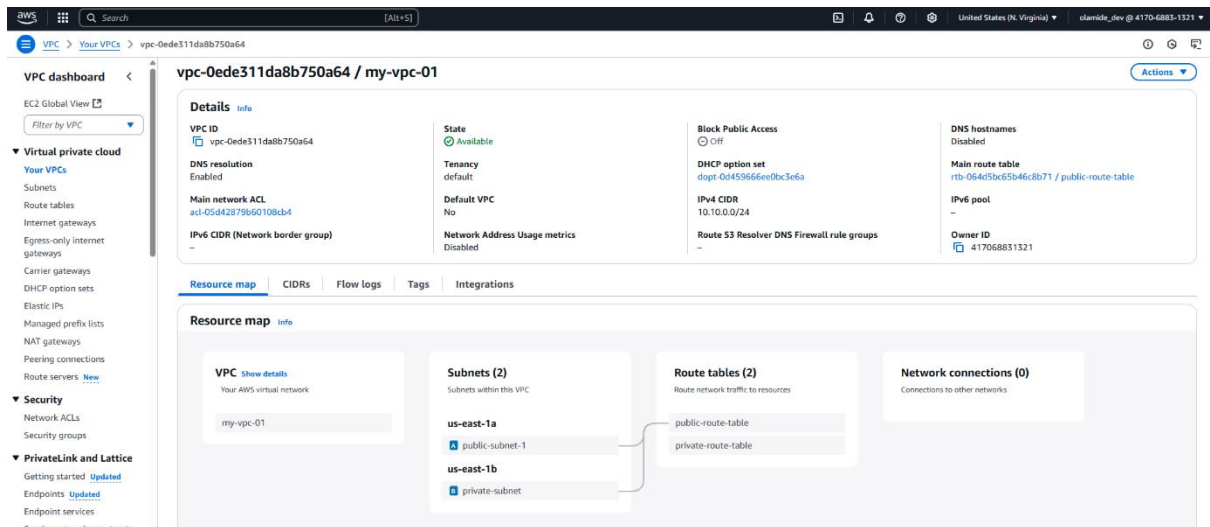 aws
Search [Alt+S] United States (N. Virginia) ▼ olamide_dev @ 4170-6883-1321 ▼
VPC > Your VPCs > vpc-0ede311da8b750a64
VPC dashboard
EC2 Global View
Filter by VPC
Virtual private cloud
Your VPCs
Subnets
Route tables
Internet gateways
Egress-only internet
gateways
Carrier gateways
DHCP option sets
Elastic IPs
Managed prefix lists
NAT gateways
Peering connections
Route servers New
Security
Network ACLs
Security groups
PrivateLink and Lattice
Getting started Updated
Endpoints Updated
Endpoint services
vpc-0ede311da8b750a64 / my-vpc-01
Actions
Details Info
VPC ID
vpc-0ede311da8b750a64
State
Available
Block Public Access
Off
DNS hostnames
Disabled
DNS resolution
Enabled
Tenancy
default
DHCP option set
dopt-0d459666ee0bc3e6a
Main route table
rtb-064d5bc65b46c8b71 / public-route-table
Main network ACL
acl-05d42879b60108cb4
Default VPC
No
IPv4 CIDR
10.10.0.0/24
IPv6 pool
–
IPv6 CIDR (Network border group)
–
Network Address Usage metrics
Disabled
Route 53 Resolver DNS Firewall rule groups
–
Owner ID
417068831321
Resource map CIDRs Flow logs Tags Integrations
Resource map Info
VPC Show details
Your AWS virtual network
my-vpc-01
Subnets (2)
Subnets within this VPC
us-east-1a
A public-subnet-1
us-east-1b
B private-subnet
Route tables (2)
Route network traffic to resources
public-route-table
private-route-table
Network connections (0)
Connections to other networks